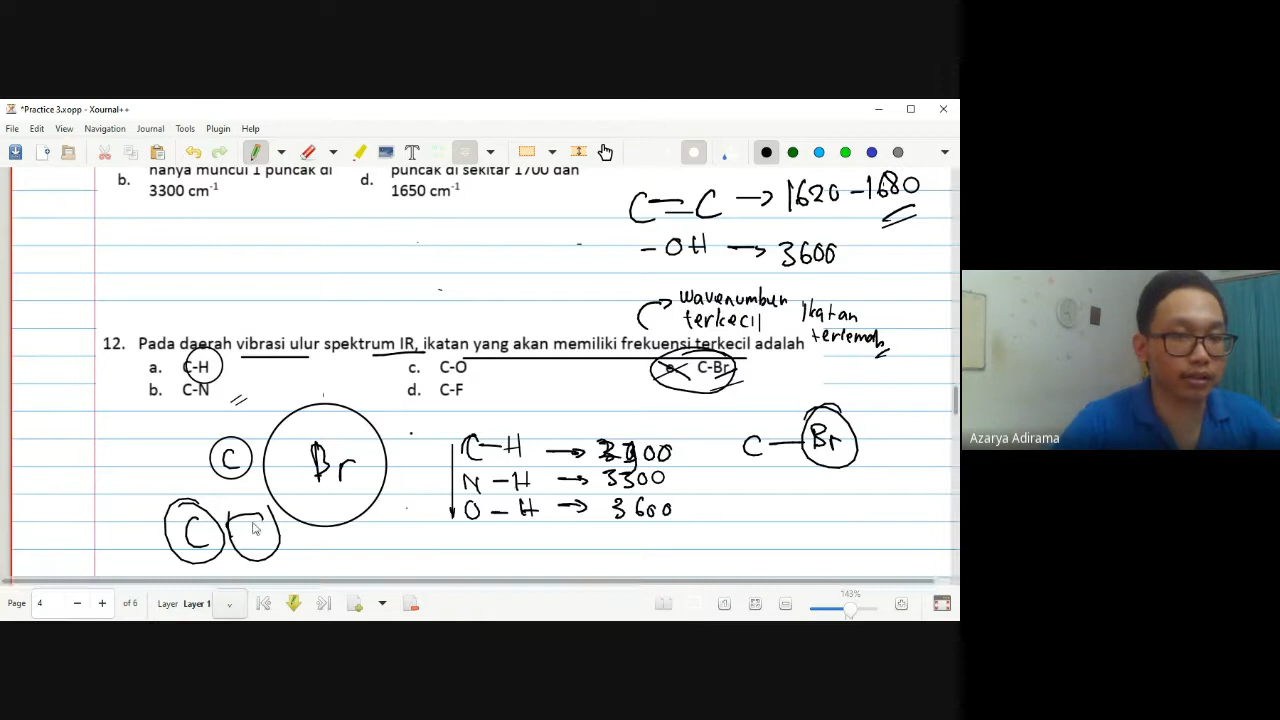 *Practice 3.xopp - Xournal++
File Edit View Navigation Journal Tools Plugin Help
hanya muncul 1 puncak di
b. 3300 cm-1
puncak di sekitar 1700 dan
d. 1650 cm-1
C=C → 1620 - 1680
- OH → 3600
wavenumber
terkecil
Ikatan
terlemah
12. Pada daerah vibrasi ulur spektrum IR, ikatan yang akan memiliki frekuensi terkecil adalah
a. C-H c. C-O e. C-Br
b. C-N d. C-F
C Br
C
C-H →
N-H → 3300
O-H → 3600
C-Br
Azarya Adirama
Page 4 of 6 Layer Layer 1
143%